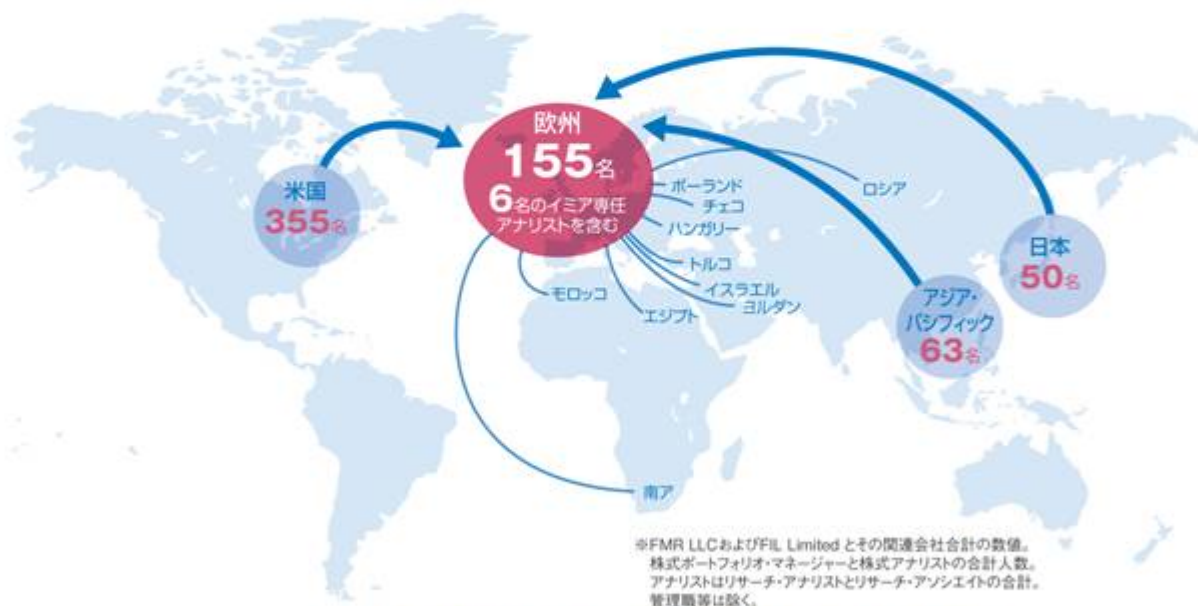 欧州
155名
6名のイミア専任
アナリストを含む
米国
355名
ロシア
ポーランド
チェコ
ハンガリー
トルコ
イスラエル
ヨルダン
エジプト
モロッコ
南ア
日本
50名
アジア・
パシフィック
63名
※FMR LLCおよびFIL Limited とその関連会社合計の数値。
株式ポートフォリオ・マネージャーと株式アナリストの合計人数。
アナリストはリサーチ・アナリストとリサーチ・アソシエイトの合計。
管理職等は除く。